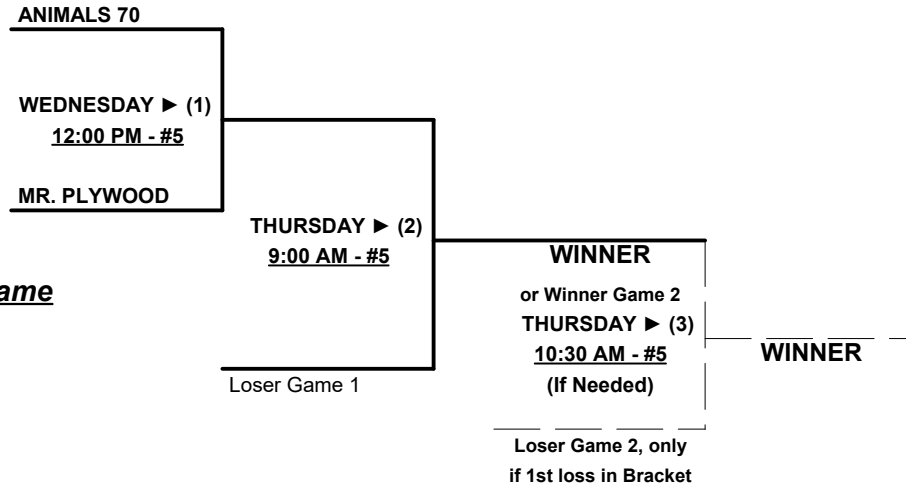 ANIMALS 70
WEDNESDAY ► (1)
12:00 PM - #5
MR. PLYWOOD
THURSDAY ► (2)
9:00 AM - #5
ame
Loser Game 1
WINNER
or Winner Game 2
THURSDAY ► (3)
10:30 AM - #5
(If Needed)
WINNER
Loser Game 2, only
if 1st loss in Bracket